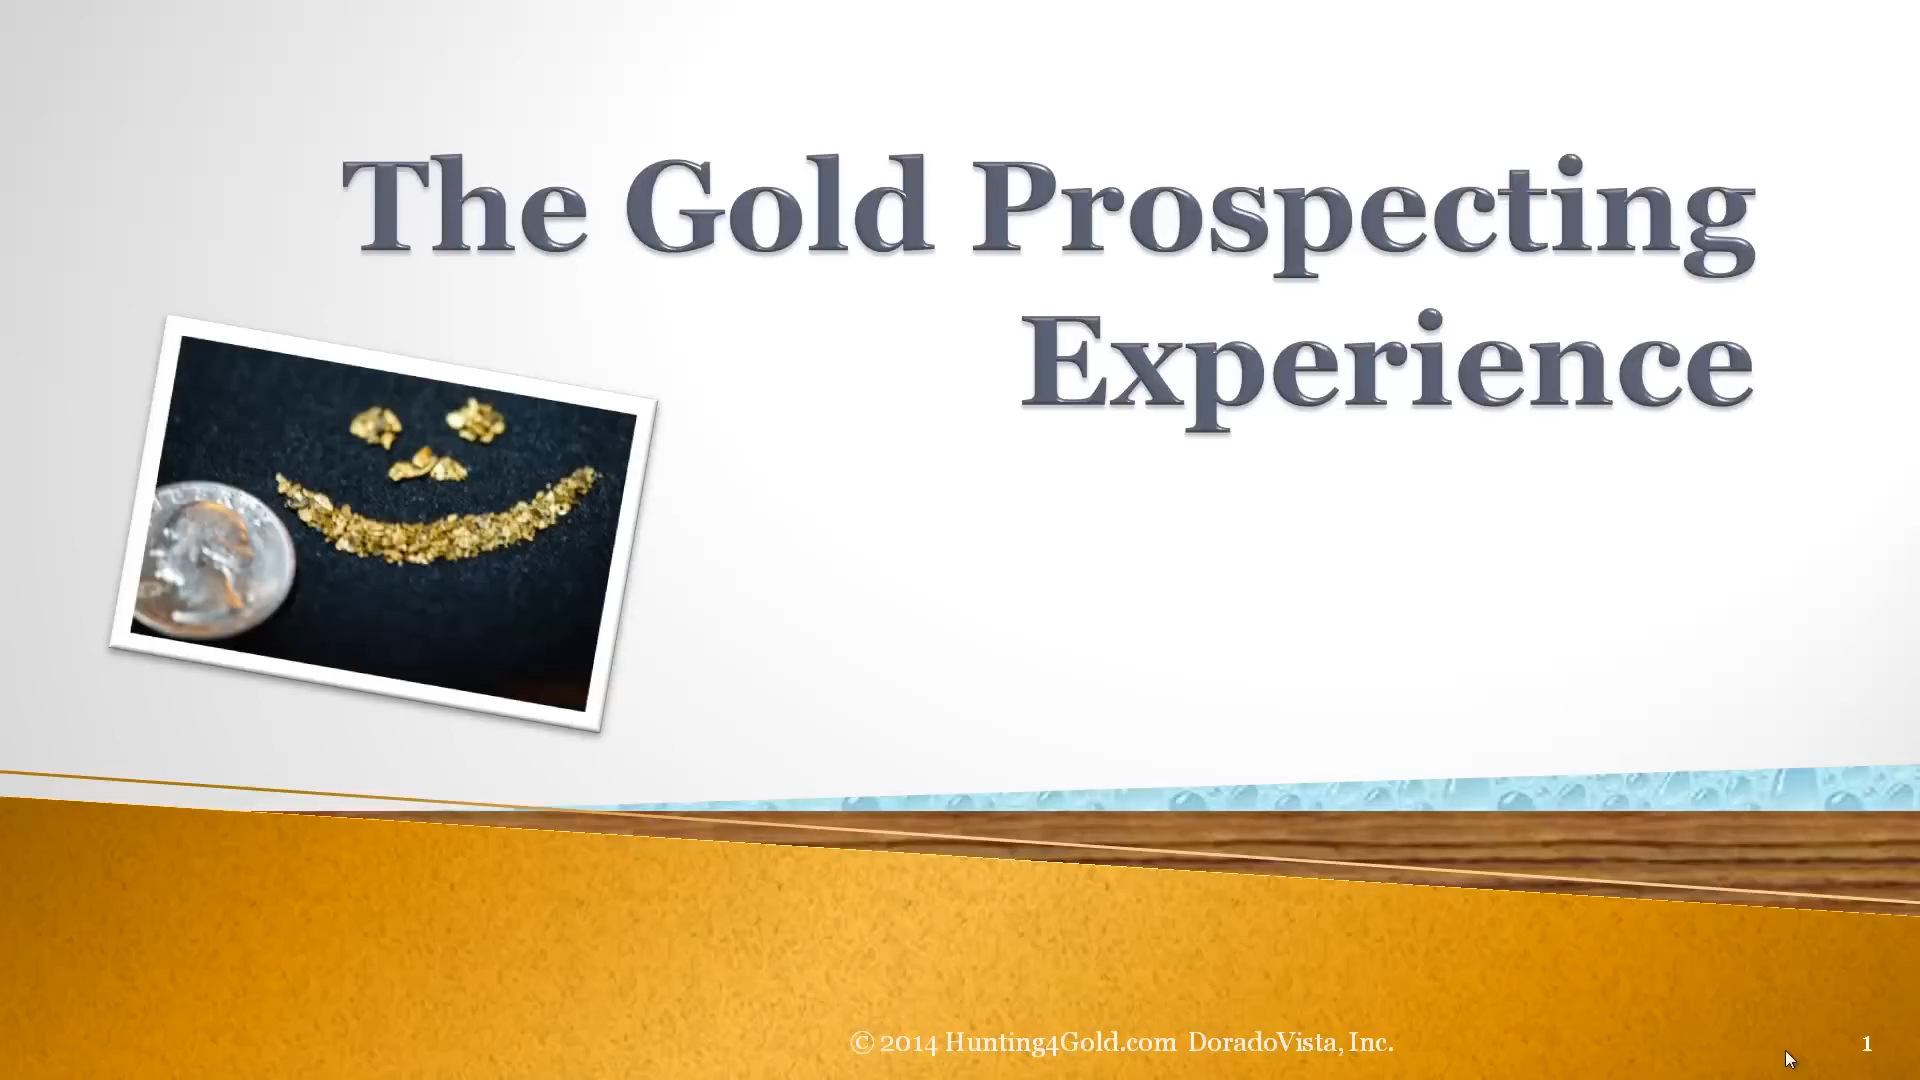 The Gold Prospecting
Experience
© 2014 Hunting4Gold.com DoradoVista, Inc.
1